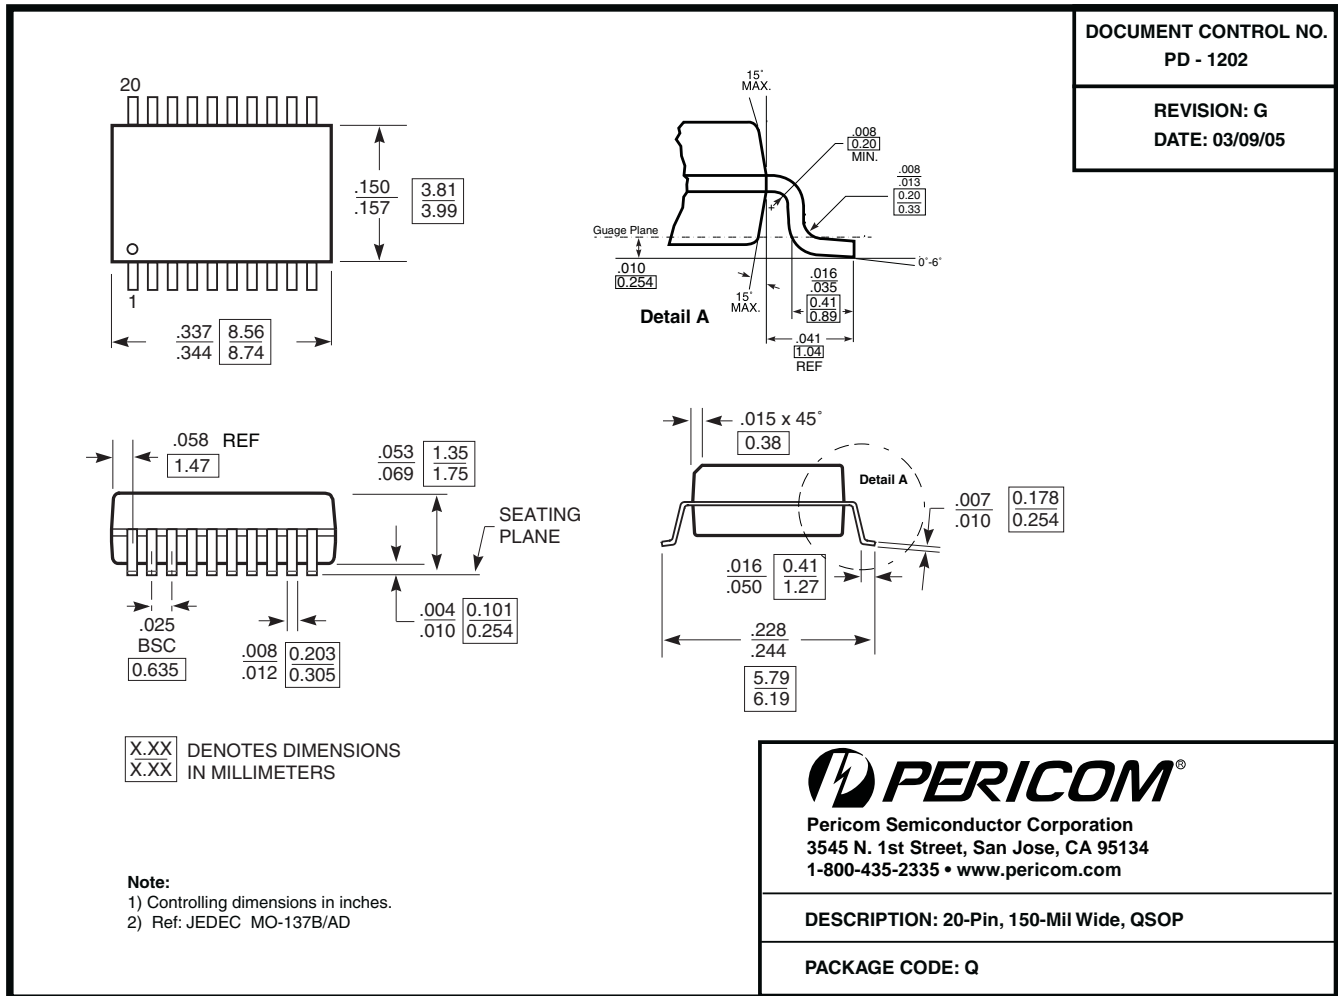 DOCUMENT CONTROL NO.
PD - 1202
REVISION: G
DATE: 03/09/05
20
1
.150
.157
3.81
3.99
.337
.344
8.56
8.74
15°
MAX.
.008
0.20
MIN.
.008
.013
0.20
0.33
Guage Plane
.010
0.254
15°
MAX.
.016
.035
0.41
0.89
0°-6°
Detail A
.041
1.04
REF
.058 REF
1.47
.053
.069
1.35
1.75
SEATING
PLANE
.004
.010
0.101
0.254
.025
BSC
0.635
.008
.012
0.203
0.305
.015 x 45°
0.38
Detail A
.007
.010
0.178
0.254
.016
.050
0.41
1.27
.228
.244
5.79
6.19
X.XX
X.XX
DENOTES DIMENSIONS
IN MILLIMETERS
Note:
1) Controlling dimensions in inches.
2) Ref: JEDEC MO-137B/AD
PERICOM®
Pericom Semiconductor Corporation
3545 N. 1st Street, San Jose, CA 95134
1-800-435-2335 • www.pericom.com
DESCRIPTION: 20-Pin, 150-Mil Wide, QSOP
PACKAGE CODE: Q